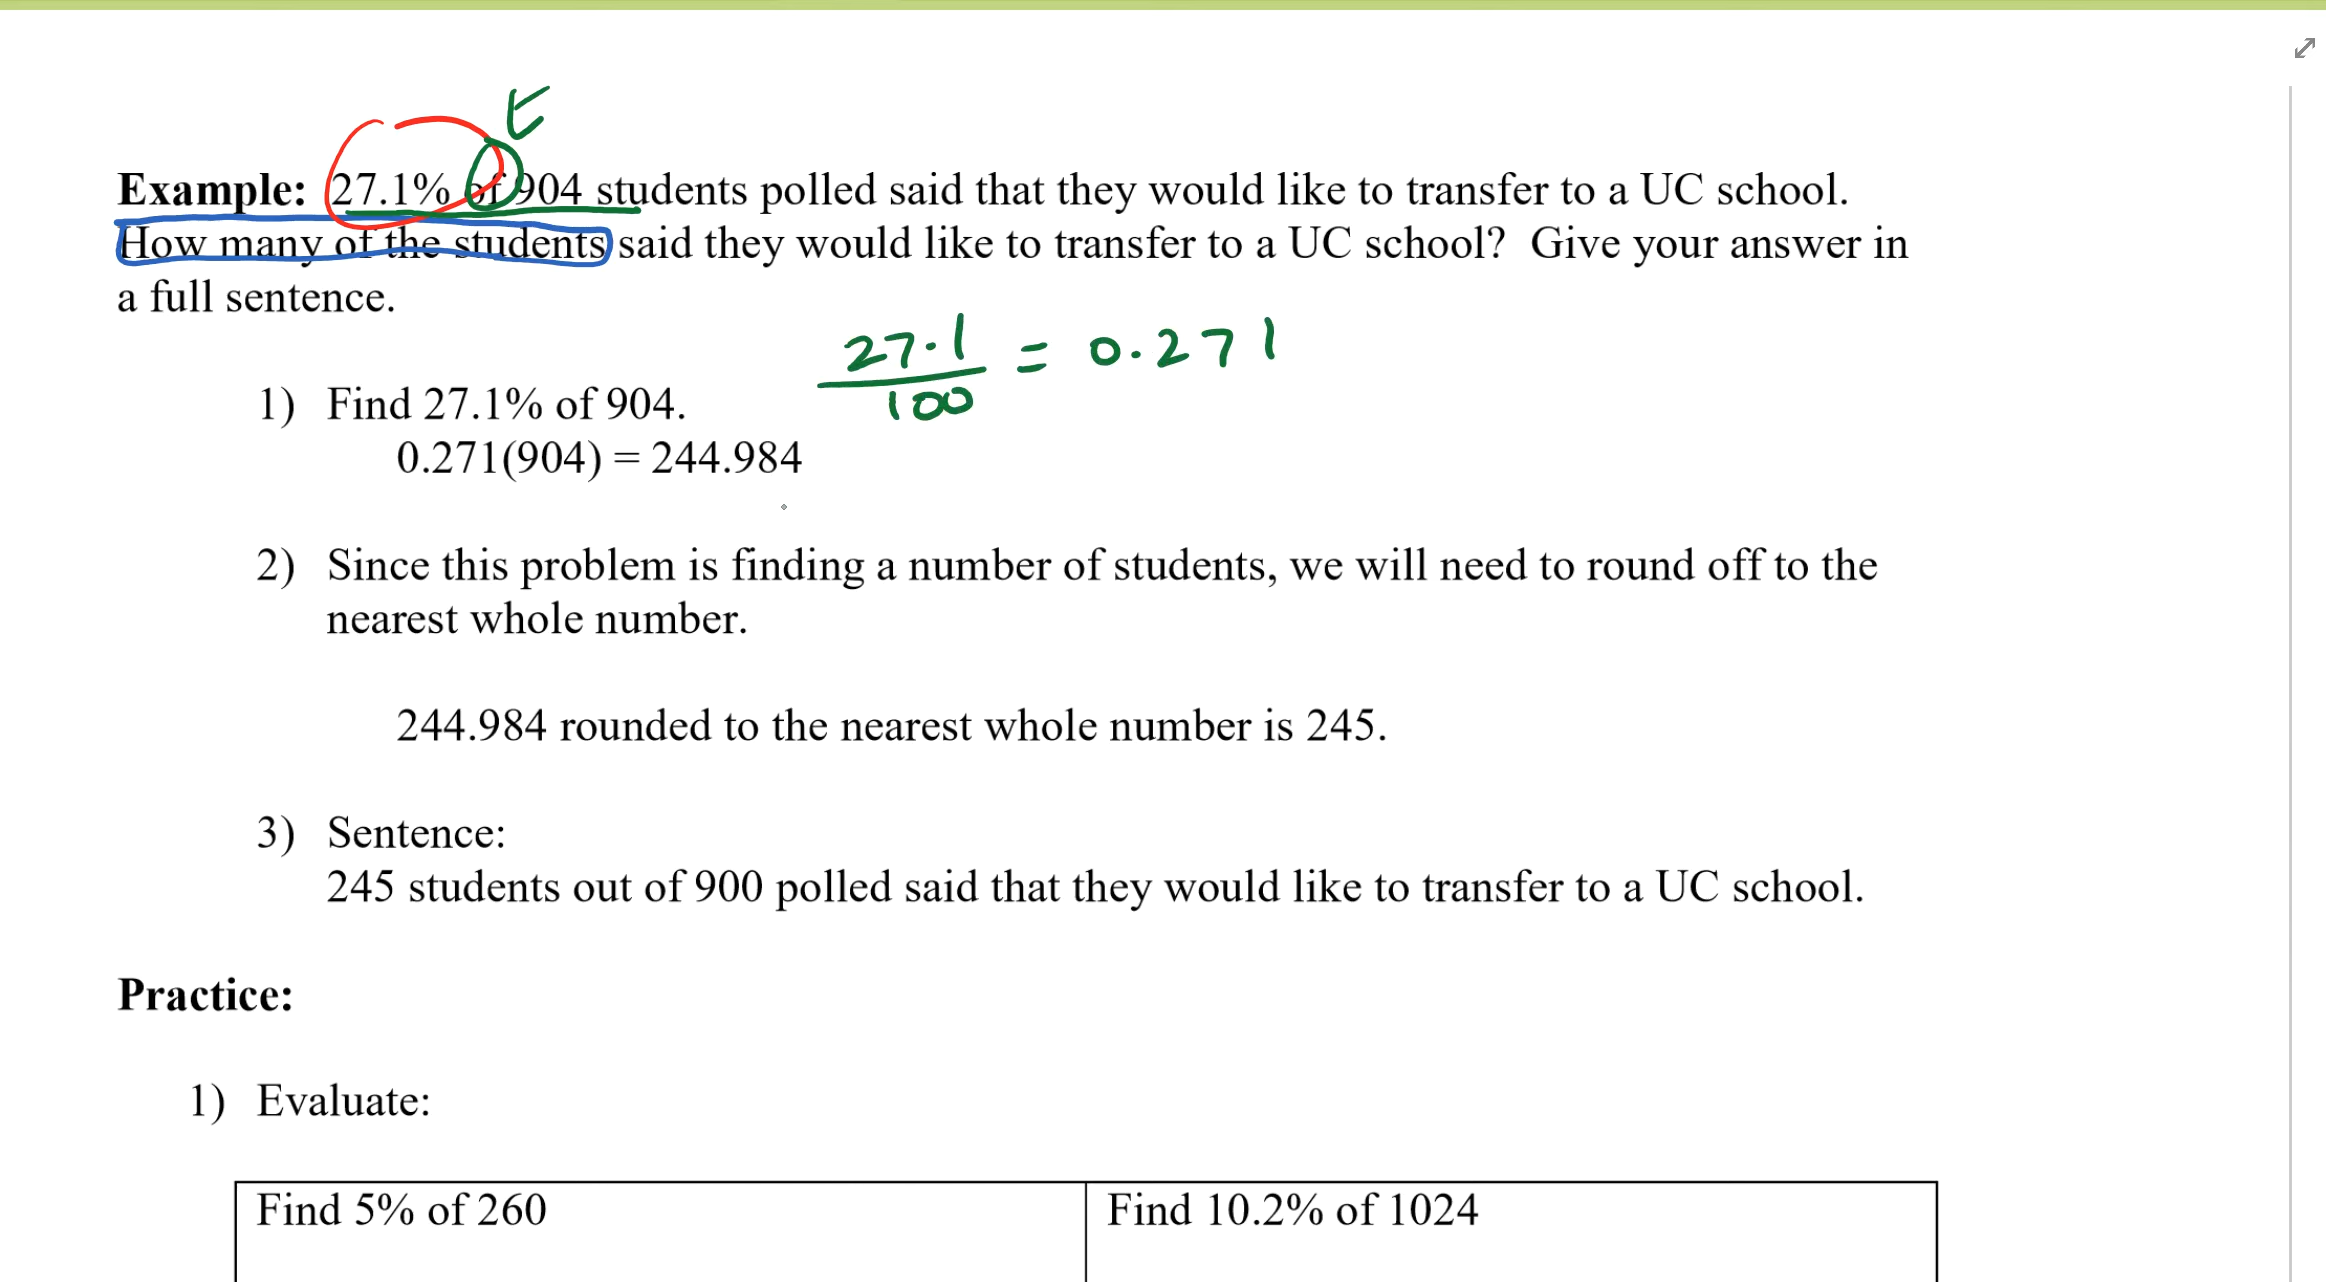 t
Example: 27.1% of 904 students polled said that they would like to transfer to a UC school.
How many of the students said they would like to transfer to a UC school? Give your answer in
a full sentence.
27.1 / 100 = 0.271
1) Find 27.1% of 904.
0.271(904) = 244.984
2) Since this problem is finding a number of students, we will need to round off to the
nearest whole number.
244.984 rounded to the nearest whole number is 245.
3) Sentence:
245 students out of 900 polled said that they would like to transfer to a UC school.
Practice:
1) Evaluate:
Find 5% of 260
Find 10.2% of 1024